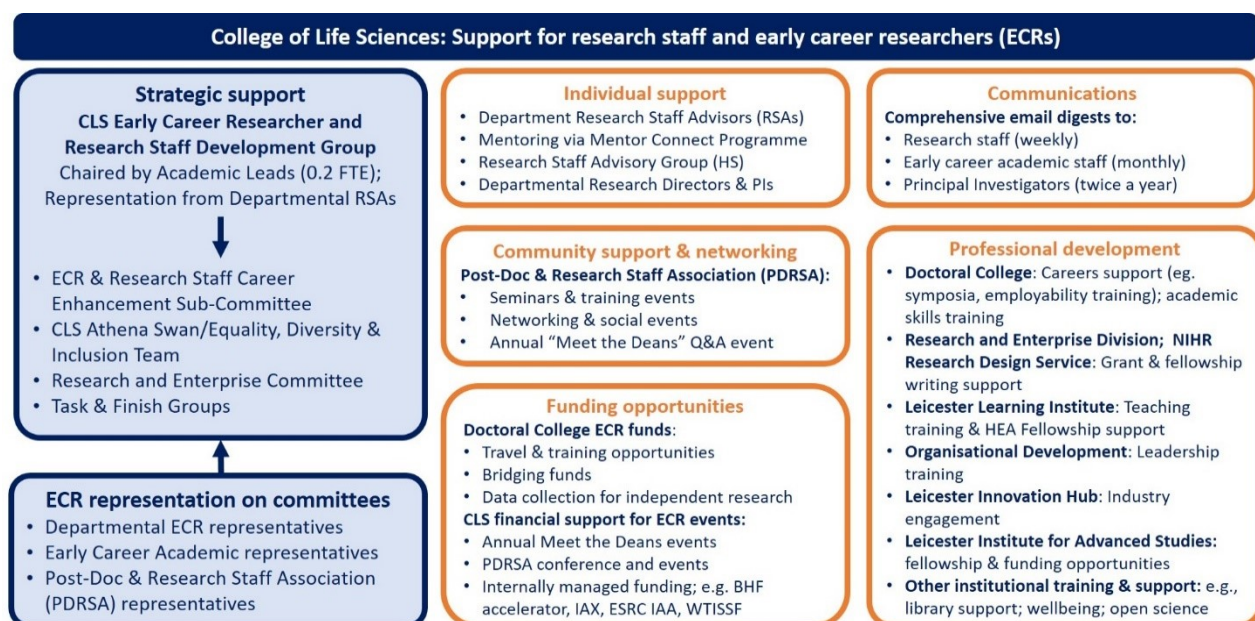 College of Life Sciences: Support for research staff and early career researchers (ECRs)
Strategic support
CLS Early Career Researcher and
Research Staff Development Group
Chaired by Academic Leads (0.2 FTE);
Representation from Departmental RSAs
• ECR & Research Staff Career
Enhancement Sub-Committee
• CLS Athena Swan/Equality, Diversity &
Inclusion Team
• Research and Enterprise Committee
• Task & Finish Groups
ECR representation on committees
• Departmental ECR representatives
• Early Career Academic representatives
• Post-Doc & Research Staff Association
(PDRSA) representatives
Individual support
• Department Research Staff Advisors (RSAs)
• Mentoring via Mentor Connect Programme
• Research Staff Advisory Group (HS)
• Departmental Research Directors & PIs
Community support & networking
Post-Doc & Research Staff Association (PDRSA):
• Seminars & training events
• Networking & social events
• Annual “Meet the Deans” Q&A event
Funding opportunities
Doctoral College ECR funds:
• Travel & training opportunities
• Bridging funds
• Data collection for independent research
CLS financial support for ECR events:
• Annual Meet the Deans events
• PDRSA conference and events
• Internally managed funding; e.g. BHF
accelerator, IAX, ESRC IAA, WTISSF
Communications
Comprehensive email digests to:
• Research staff (weekly)
• Early career academic staff (monthly)
• Principal Investigators (twice a year)
Professional development
• Doctoral College: Careers support (eg.
symposia, employability training); academic
skills training
• Research and Enterprise Division; NIHR
Research Design Service: Grant & fellowship
writing support
• Leicester Learning Institute: Teaching
training & HEA Fellowship support
• Organisational Development: Leadership
training
• Leicester Innovation Hub: Industry
engagement
• Leicester Institute for Advanced Studies:
fellowship & funding opportunities
• Other institutional training & support: e.g.,
library support; wellbeing; open science